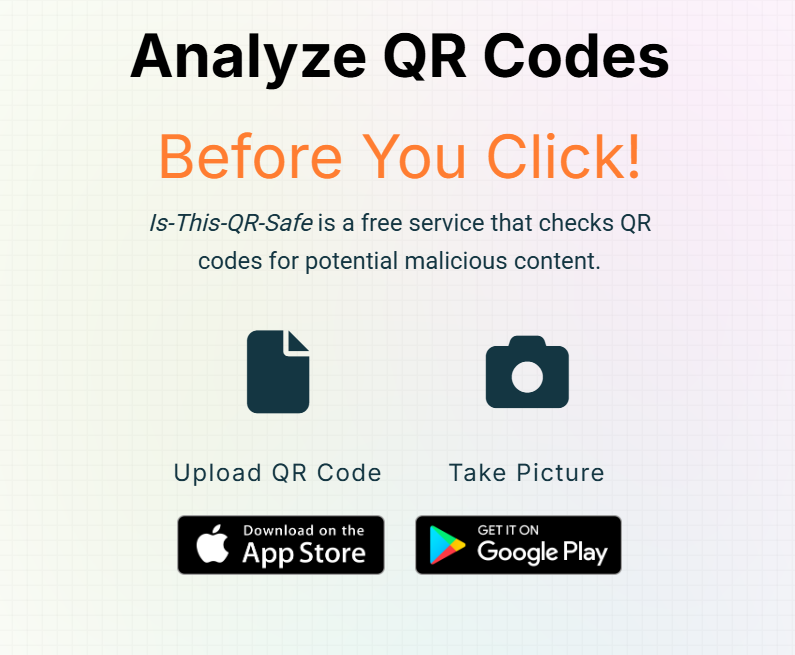 Analyze QR Codes
Before You Click!
Is-This-QR-Safe is a free service that checks QR
codes for potential malicious content.
Upload QR Code
Take Picture
Download on the
App Store
GET IT ON
Google Play